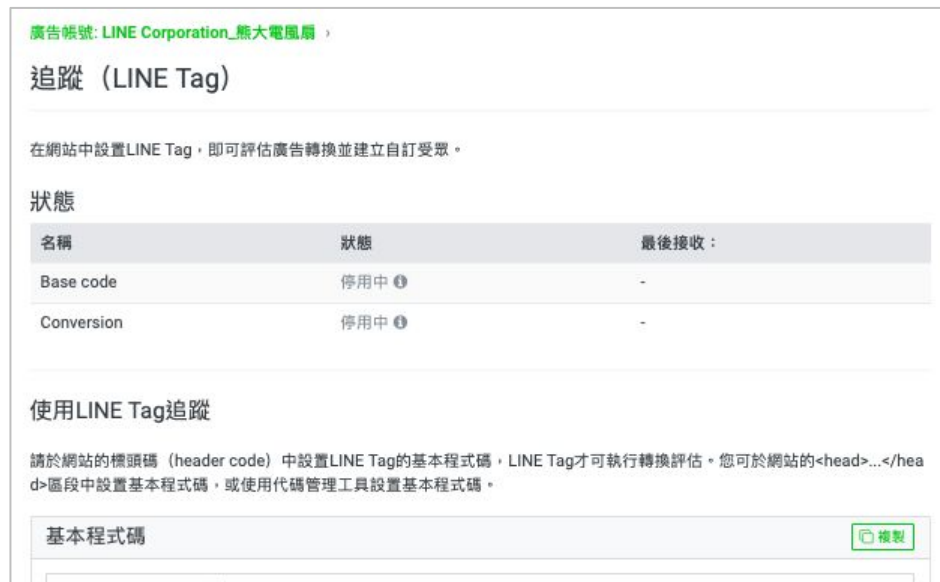 廣告帳號: LINE Corporation_熊大電風扇 ›
追蹤（LINE Tag）
在網站中設置LINE Tag，即可評估廣告轉換並建立自訂受眾。
狀態
名稱 狀態 最後接收：
Base code 停用中 -
Conversion 停用中 -
使用LINE Tag追蹤
請於網站的標頭碼（header code）中設置LINE Tag的基本程式碼，LINE Tag才可執行轉換評估。您可於網站的<head>...</hea
d>區段中設置基本程式碼，或使用代碼管理工具設置基本程式碼。
基本程式碼 複製